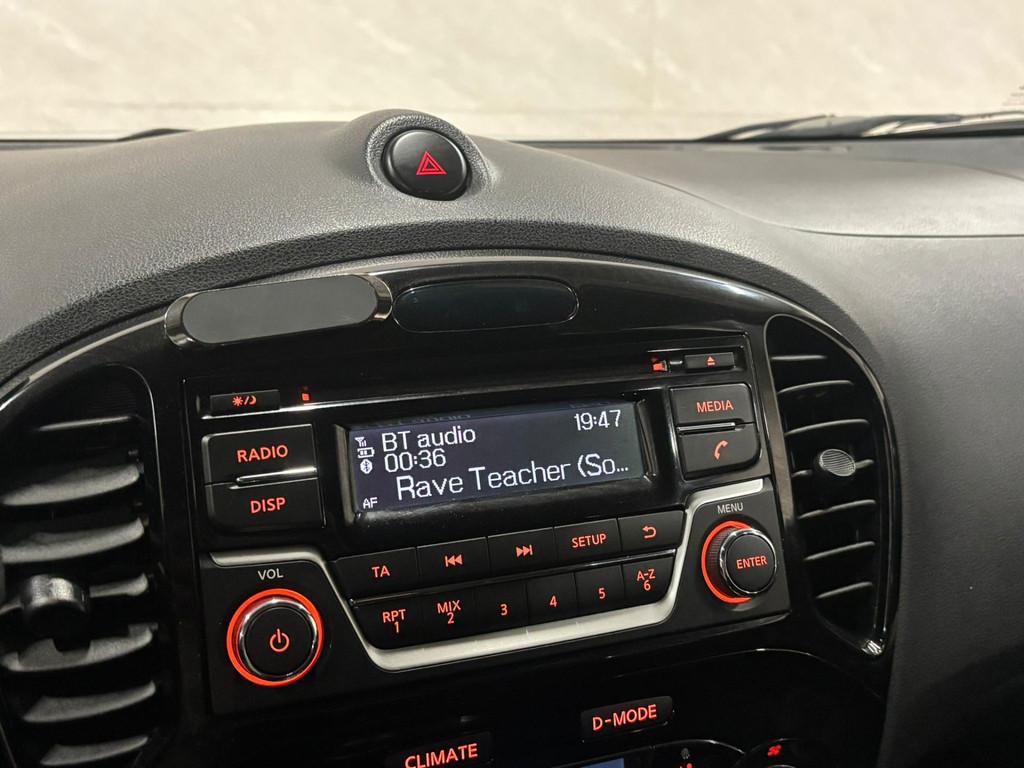 BT audio
19:47
00:36
Rave Teacher (So...
AF
RADIO
DISP
MEDIA
MENU
ENTER
VOL
TA
SETUP
RPT
1
MIX
2
3
4
5
A-Z
6
D-MODE
CLIMATE